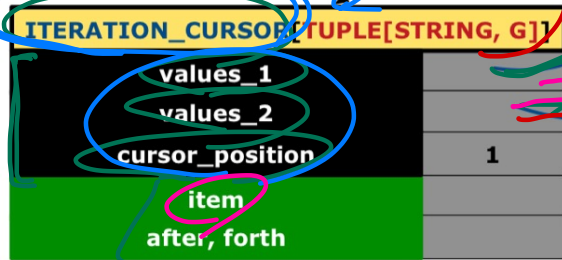 ITERATION_CURSOR[TUPLE[STRING, G]]
values_1
values_2
cursor_position 1
item
after, forth